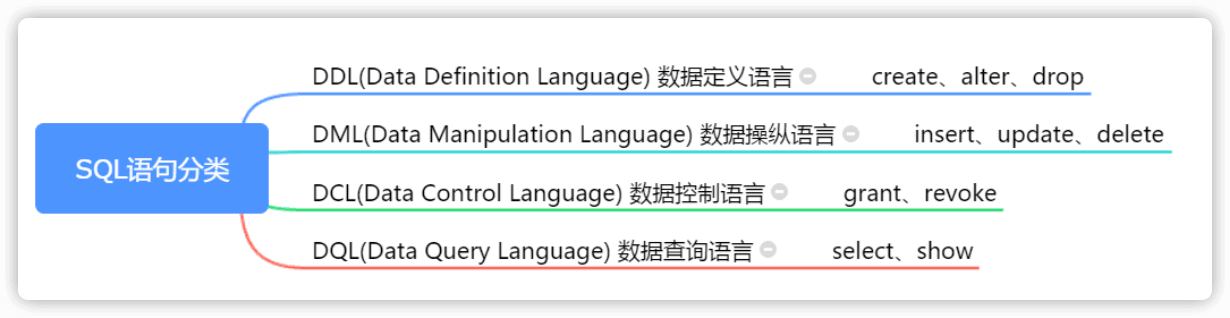 SQL语句分类
DDL(Data Definition Language) 数据定义语言 create、alter、drop
DML(Data Manipulation Language) 数据操纵语言 insert、update、delete
DCL(Data Control Language) 数据控制语言 grant、revoke
DQL(Data Query Language) 数据查询语言 select、show